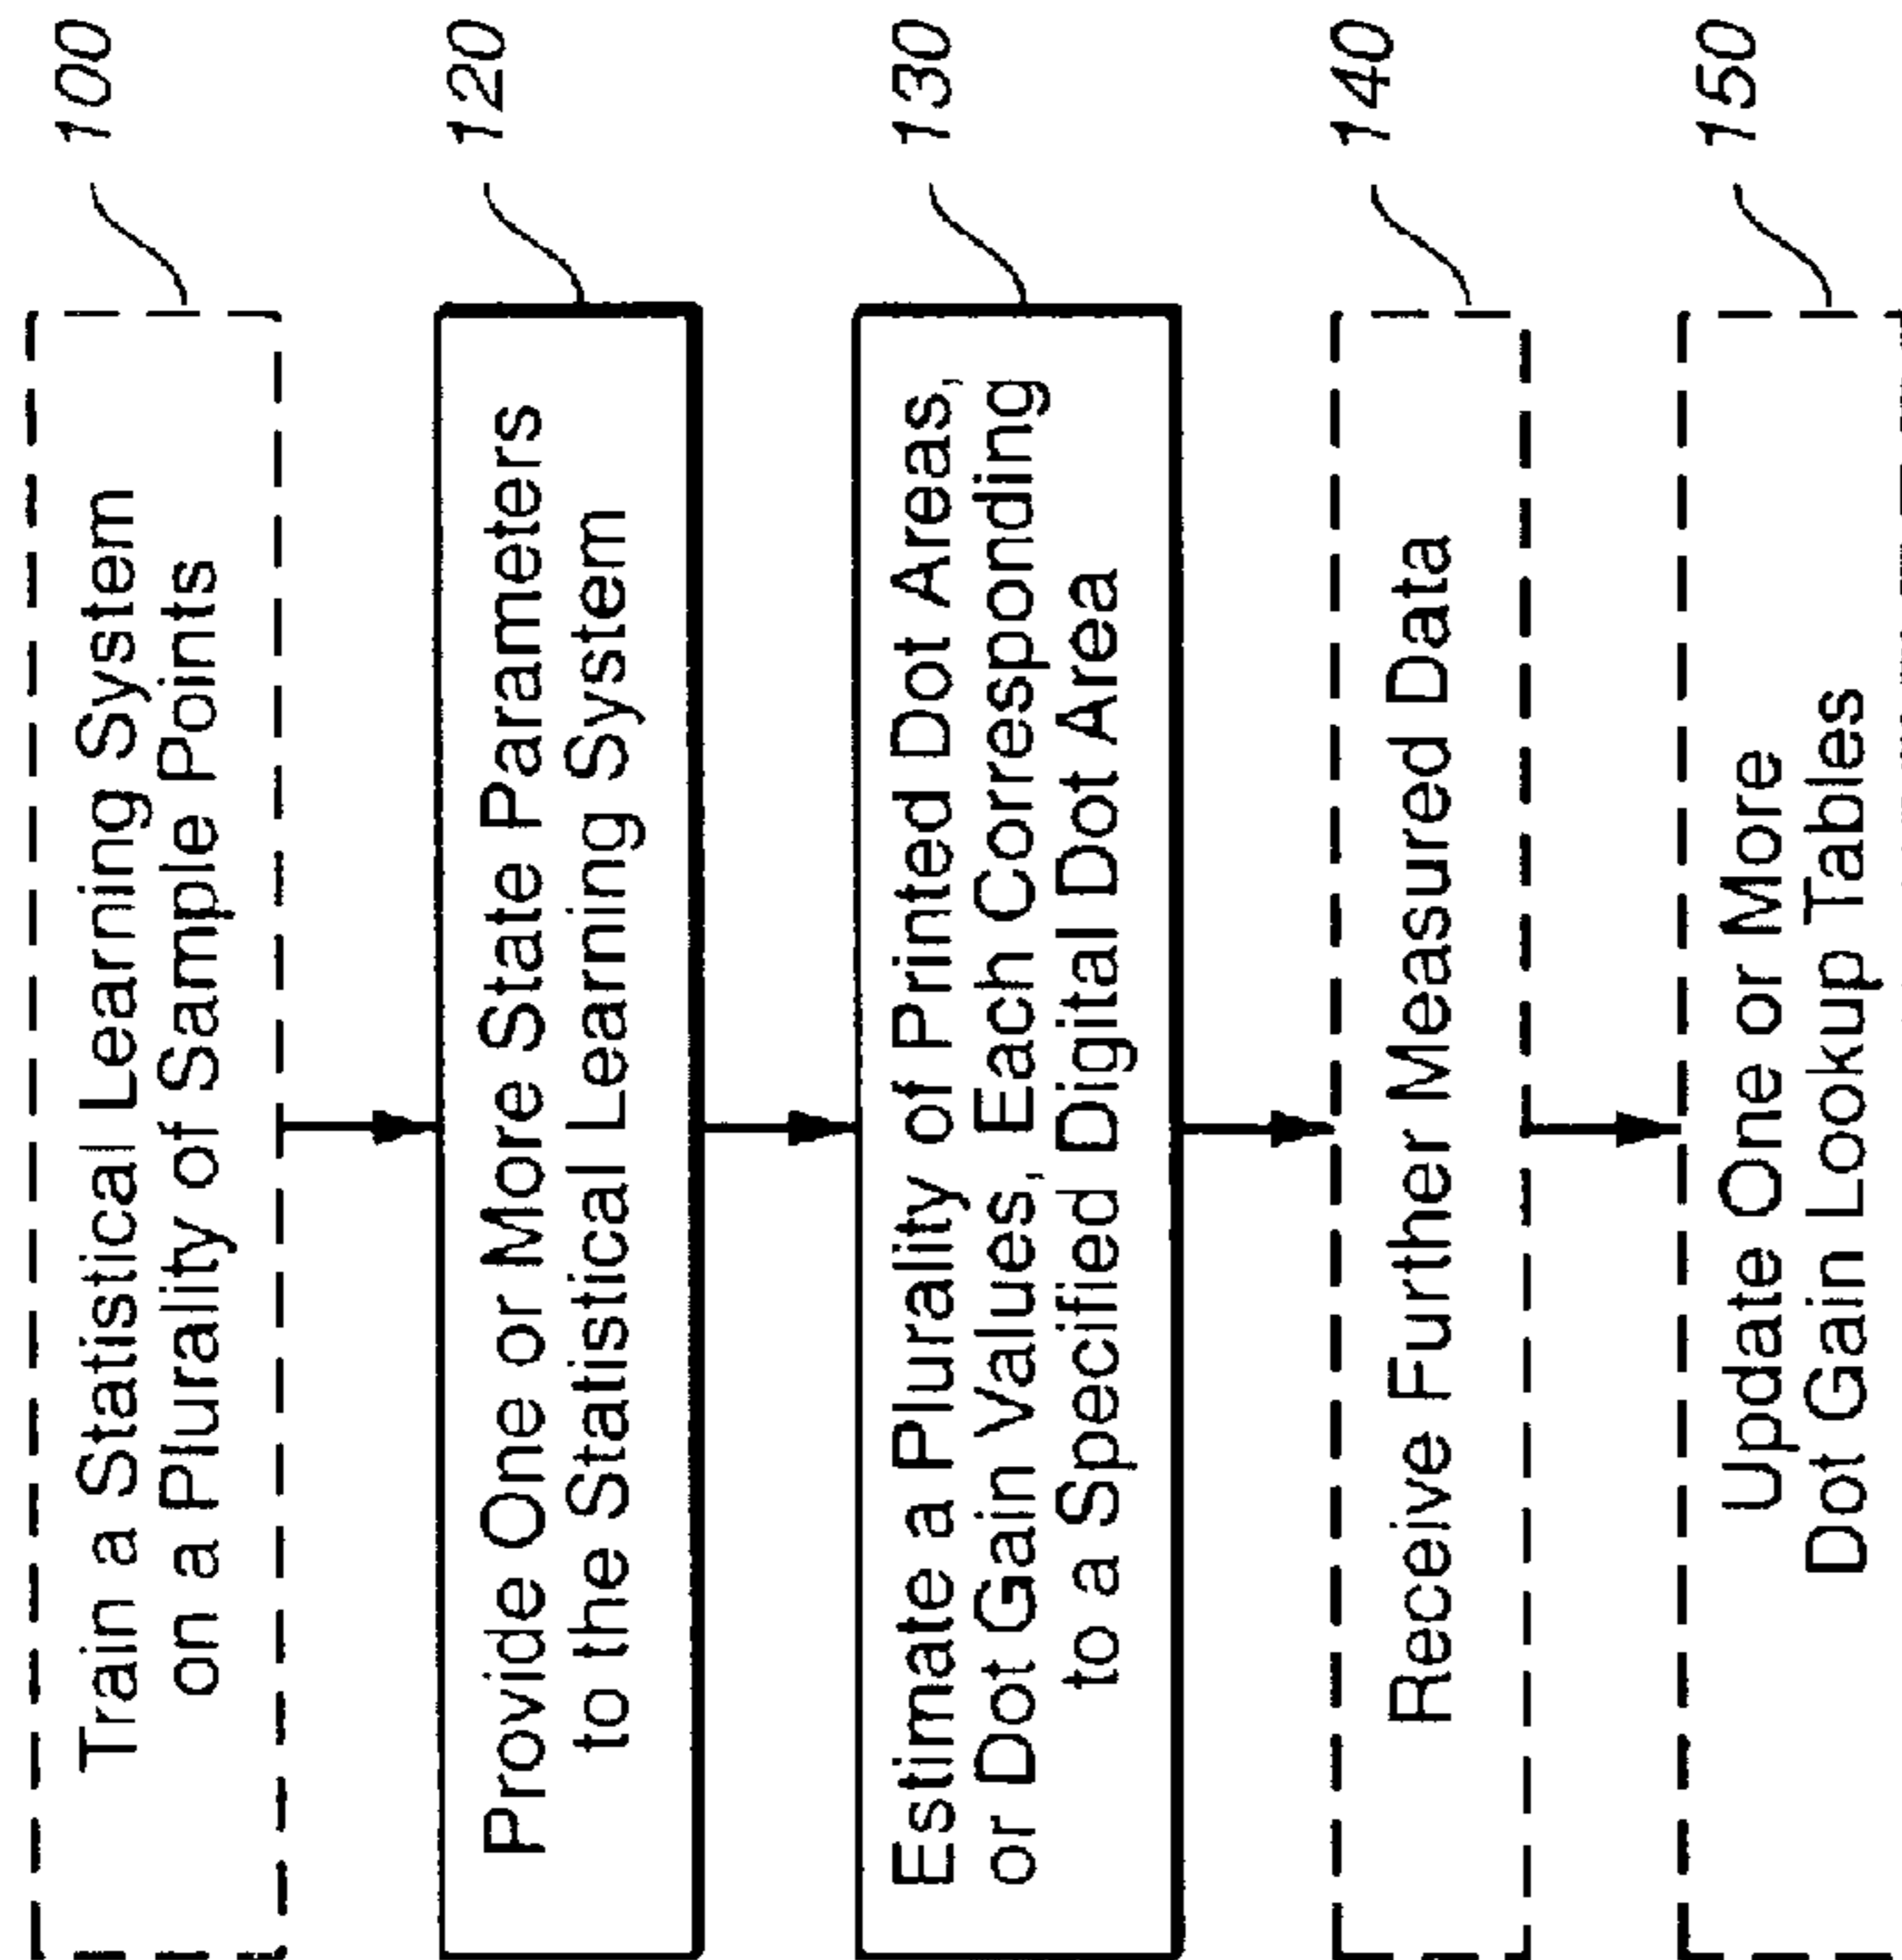 Train a Statistical Learning System
on a Plurality of Sample Points
100
Provide One or More State Parameters
to the Statistical Learning System
120
Estimate a Plurality of Printed Dot Areas,
or Dot Gain Values, Each Corresponding
to a Specified Digital Dot Area
130
Receive Further Measured Data
140
Update One or More
Dot Gain Lookup Tables
150